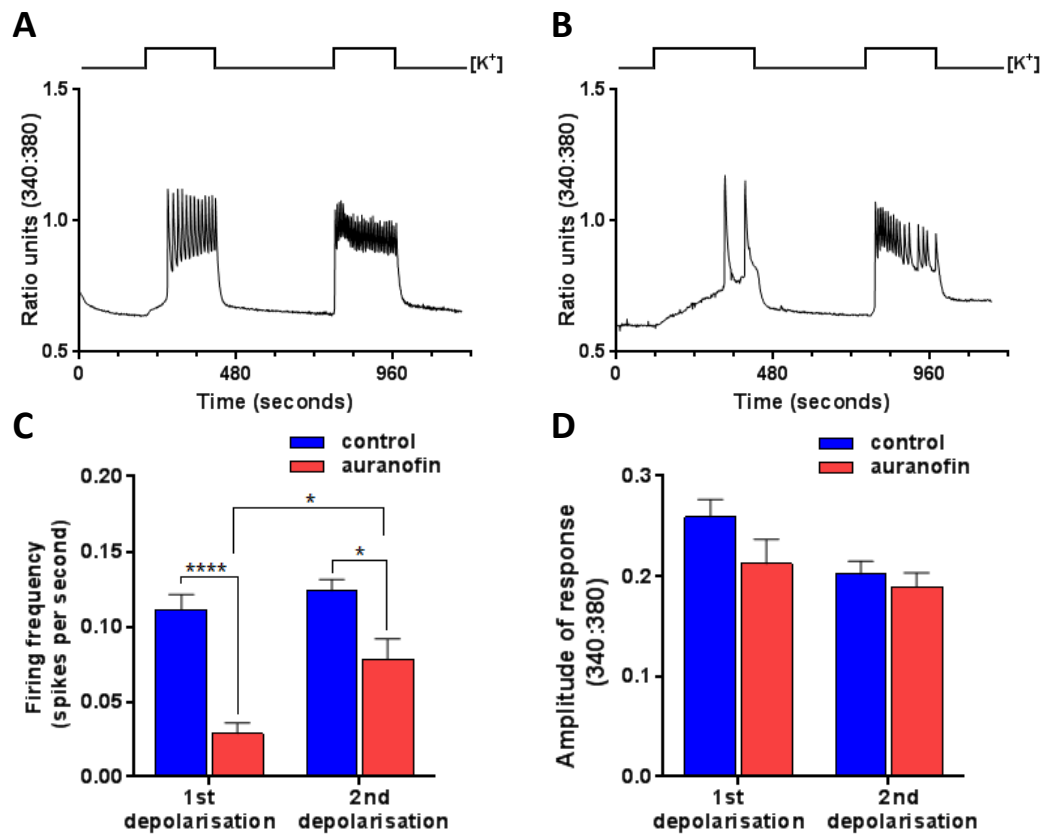 A
[K+]
1.5
1.0
0.5
Ratio units (340:380)
0
480
960
Time (seconds)
B
[K+]
1.5
1.0
0.5
Ratio units (340:380)
0
480
960
Time (seconds)
C
control
auranofin
0.20
0.15
0.10
0.05
0.00
Firing frequency
(spikes per second)
****
*
*
1st
depolarisation
2nd
depolarisation
D
control
auranofin
0.3
0.2
0.1
0.0
Amplitude of response
(340:380)
1st
depolarisation
2nd
depolarisation